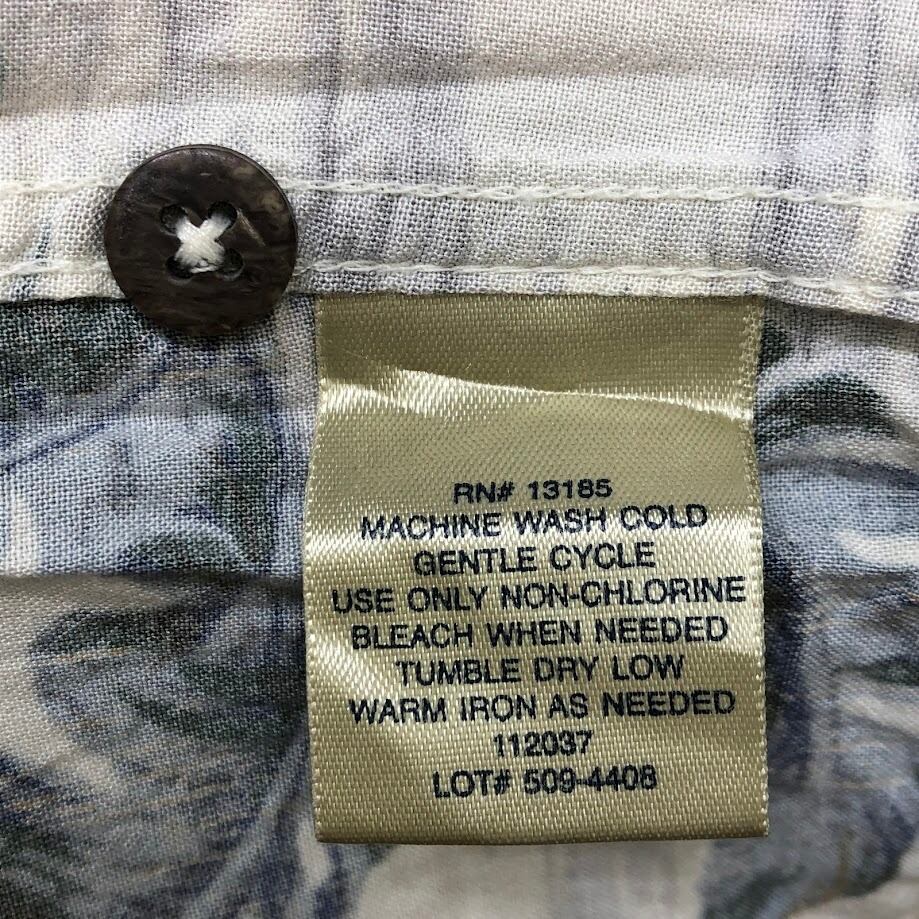 RN# 13185
MACHINE WASH COLD
GENTLE CYCLE
USE ONLY NON-CHLORINE
BLEACH WHEN NEEDED
TUMBLE DRY LOW
WARM IRON AS NEEDED
112037
LOT# 509-4408